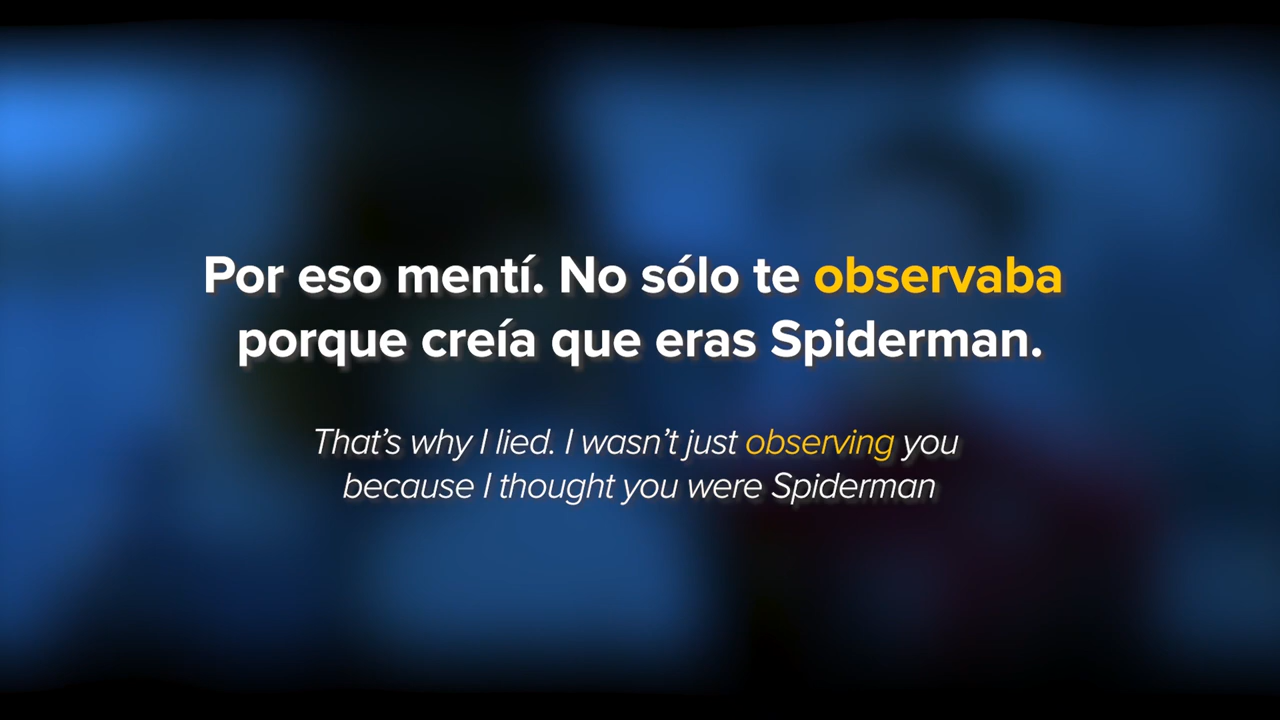 Por eso mentí. No sólo te observaba
porque creía que eras Spiderman.
That's why I lied. I wasn't just observing you
because I thought you were Spiderman